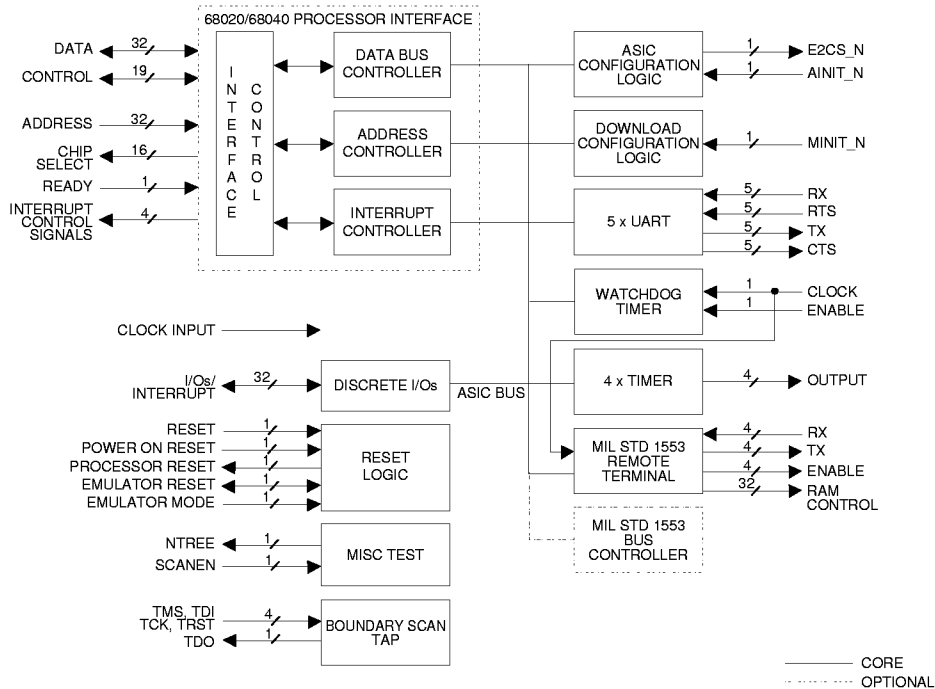 68020/68040 PROCESSOR INTERFACE
DATA
32
CONTROL
19
ADDRESS
32
CHIP
SELECT
16
READY
1
INTERRUPT
CONTROL
SIGNALS
4
INTERFACE
CONTROL
DATA BUS
CONTROLLER
ADDRESS
CONTROLLER
INTERRUPT
CONTROLLER
ASIC
CONFIGURATION
LOGIC
1
E2CS_N
1
AINIT_N
DOWNLOAD
CONFIGURATION
LOGIC
1
MINIT_N
5 x UART
5
RX
5
RTS
5
TX
5
CTS
WATCHDOG
TIMER
1
CLOCK
1
ENABLE
CLOCK INPUT
I/Os/
INTERRUPT
32
DISCRETE I/Os
ASIC BUS
4 x TIMER
4
OUTPUT
RESET
1
POWER ON RESET
1
PROCESSOR RESET
1
EMULATOR RESET
1
EMULATOR MODE
1
RESET
LOGIC
MIL STD 1553
REMOTE
TERMINAL
4
RX
4
TX
4
ENABLE
32
RAM
CONTROL
NTREE
1
SCANEN
1
MISC TEST
MIL STD 1553
BUS
CONTROLLER
TMS, TDI
TCK, TRST
4
TDO
1
BOUNDARY SCAN
TAP
CORE
OPTIONAL